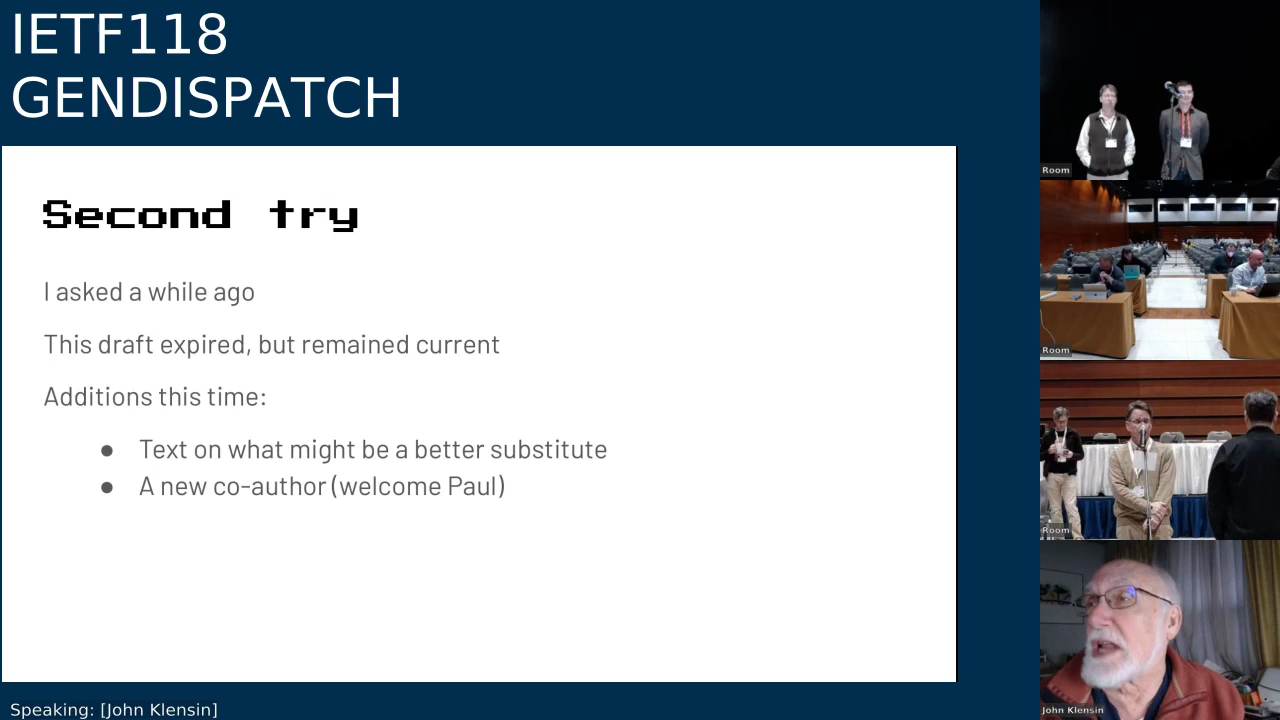 IETF118
GENDISPATCH
Second try
I asked a while ago
This draft expired, but remained current
Additions this time:
● Text on what might be a better substitute
● A new co-author (welcome Paul)
Speaking: [John Klensin]
Room
Room
Room
John Klensin